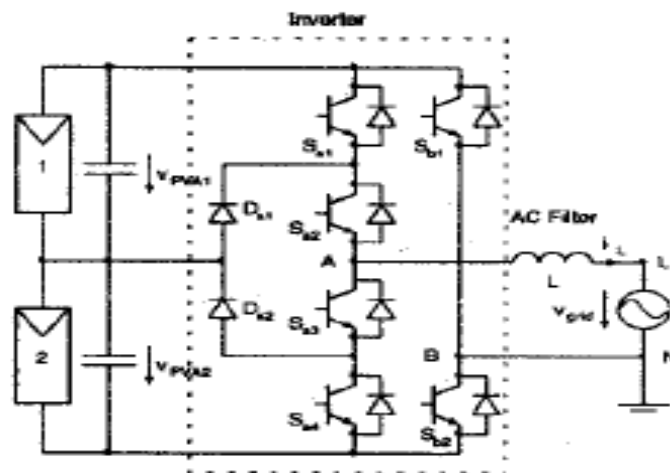 Inverter
1
VPVA1
Sa1
Sb1
Da1
Sa2
A
AC Filter
iL
L
L
Vgrid
Da2
Sa3
B
N
2
VPVA2
Sa4
Sb2